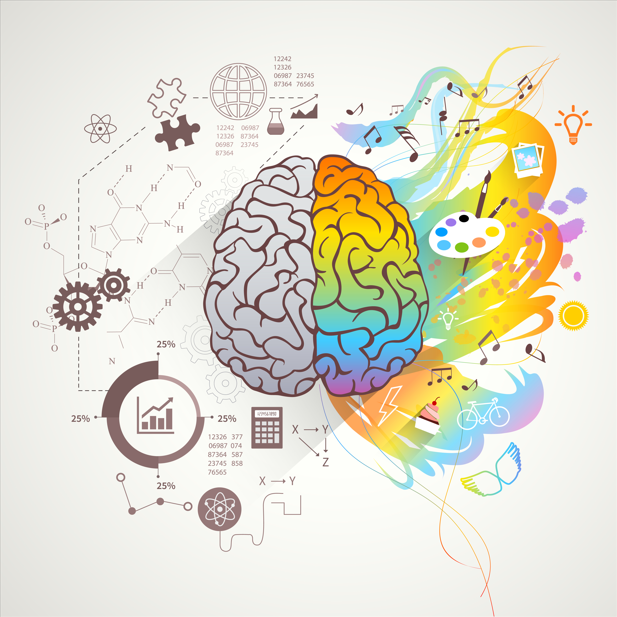 12242
12326
06987 23745
87364 76565
12242 06987
12326 87364
06987 23745
87364
H
N
O
H
O
H
O
O
P
O
N
N
N
H
H
O
N
H
O
O
P
O
N
N
25%
25%
25%
25%
12326 377
06987 074
87364 587
23745 858
76565
X → Y
Z
X → Y